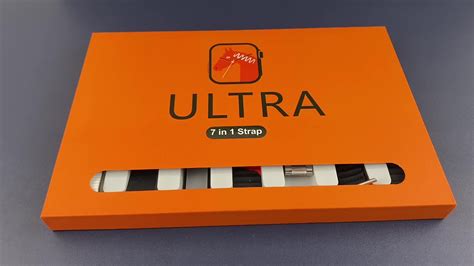 ULTRA
7 in 1 Strap